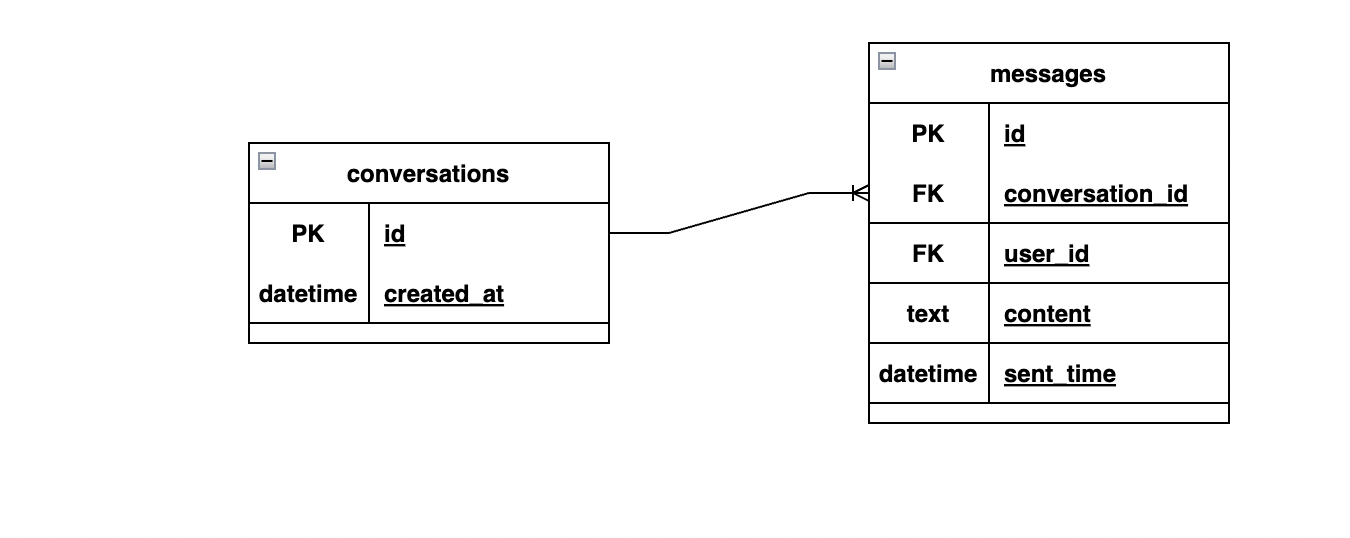 conversations
PK id
datetime created_at
messages
PK id
FK conversation_id
FK user_id
text content
datetime sent_time